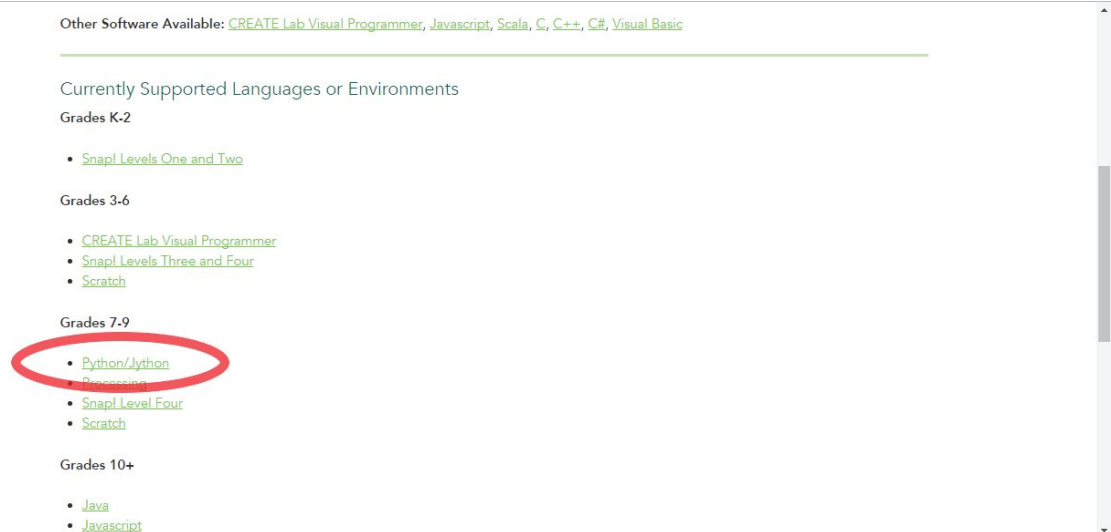 Other Software Available: CREATE Lab Visual Programmer, Javascript, Scala, C, C++, C#, Visual Basic
Currently Supported Languages or Environments
Grades K-2
• Snap! Levels One and Two
Grades 3-6
• CREATE Lab Visual Programmer
• Snap! Levels Three and Four
• Scratch
Grades 7-9
• Python/Jython
• Processing
• Snap! Level Four
• Scratch
Grades 10+
• Java
• Javascript